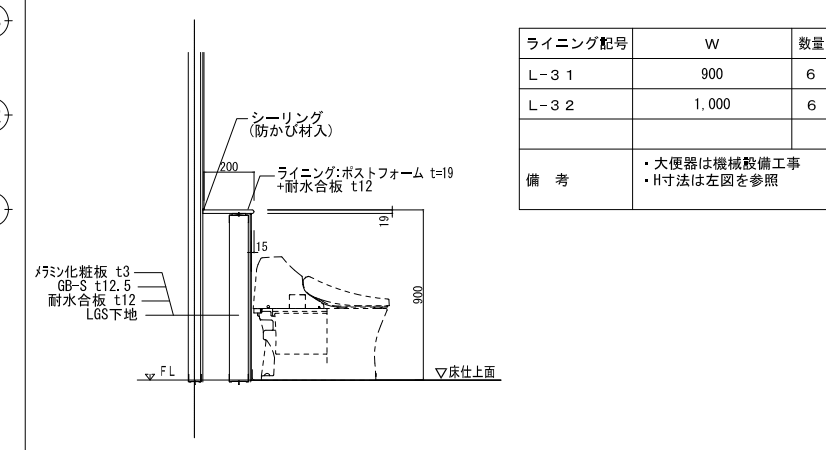 シーリング
(防かび材入)
200
ライニング:ポストフォーム t=19
+耐水合板 t12
19
15
メラミン化粧板 t3
GB-S t12.5
耐水合板 t12
LGS下地
900
FL
床仕上面
ライニング記号 W 数量
L-31 900 6
L-32 1,000 6
備 考
・大便器は機械設備工事
・H寸法は左図を参照